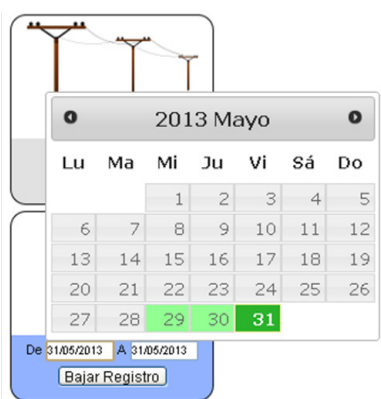 2013 Mayo
Lu Ma Mi Ju Vi Sá Do
1 2 3 4 5
6 7 8 9 10 11 12
13 14 15 16 17 18 19
20 21 22 23 24 25 26
27 28 29 30 31
De 31/05/2013 A 31/05/2013
Bajar Registro